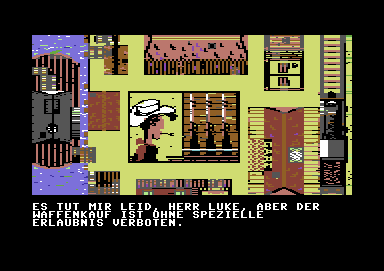 ES TUT MIR LEID, HERR LUKE, ABER DER
WAFFENKAUF IST OHNE SPEZIELLE
ERLAUBNIS VERBOTEN.